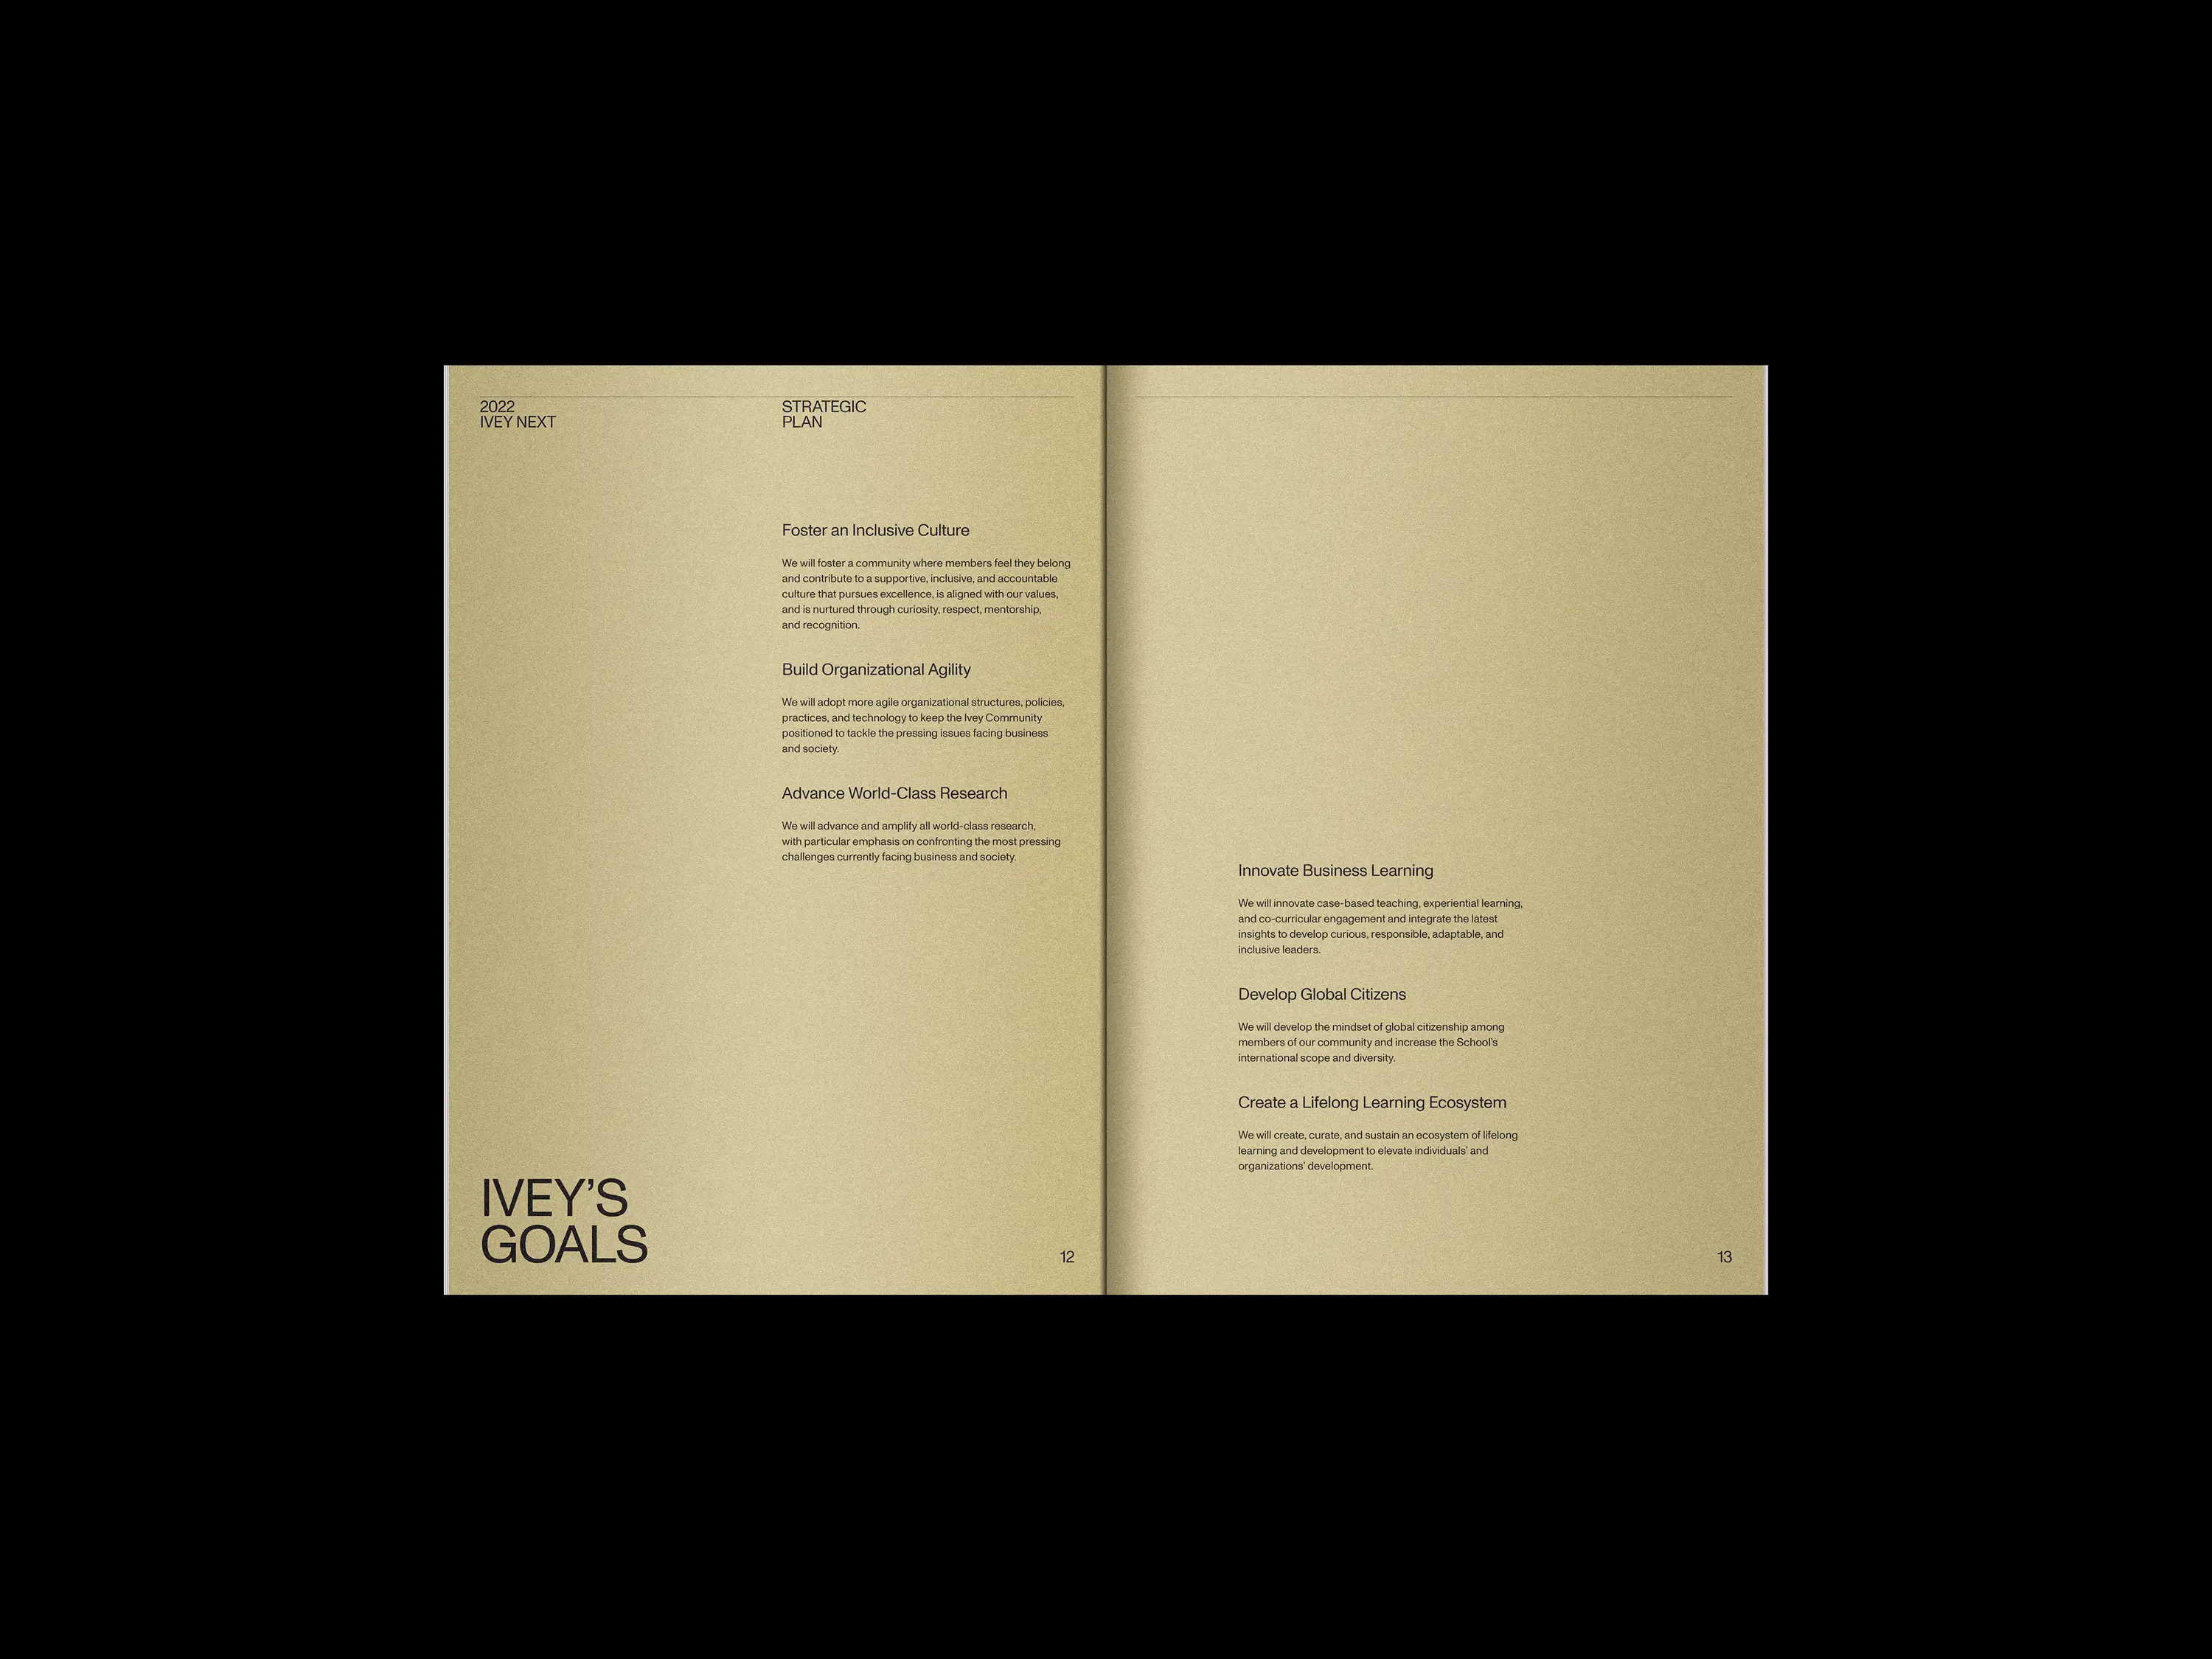 2022
IVEY NEXT
STRATEGIC
PLAN
Foster an Inclusive Culture
We will foster a community where members feel they belong
and contribute to a supportive, inclusive, and accountable
culture that pursues excellence, is aligned with our values,
and is nurtured through curiosity, respect, mentorship,
and recognition.
Build Organizational Agility
We will adopt more agile organizational structures, policies,
practices, and technology to keep the Ivey Community
positioned to tackle the pressing issues facing business
and society.
Advance World-Class Research
We will advance and amplify all world-class research,
with particular emphasis on confronting the most pressing
challenges currently facing business and society.
IVEY’S
GOALS
12
Innovate Business Learning
We will innovate case-based teaching, experiential learning,
and co-curricular engagement and integrate the latest
insights to develop curious, responsible, adaptable, and
inclusive leaders.
Develop Global Citizens
We will develop the mindset of global citizenship among
members of our community and increase the School’s
international scope and diversity.
Create a Lifelong Learning Ecosystem
We will create, curate, and sustain an ecosystem of lifelong
learning and development to elevate individuals’ and
organizations’ development.
13